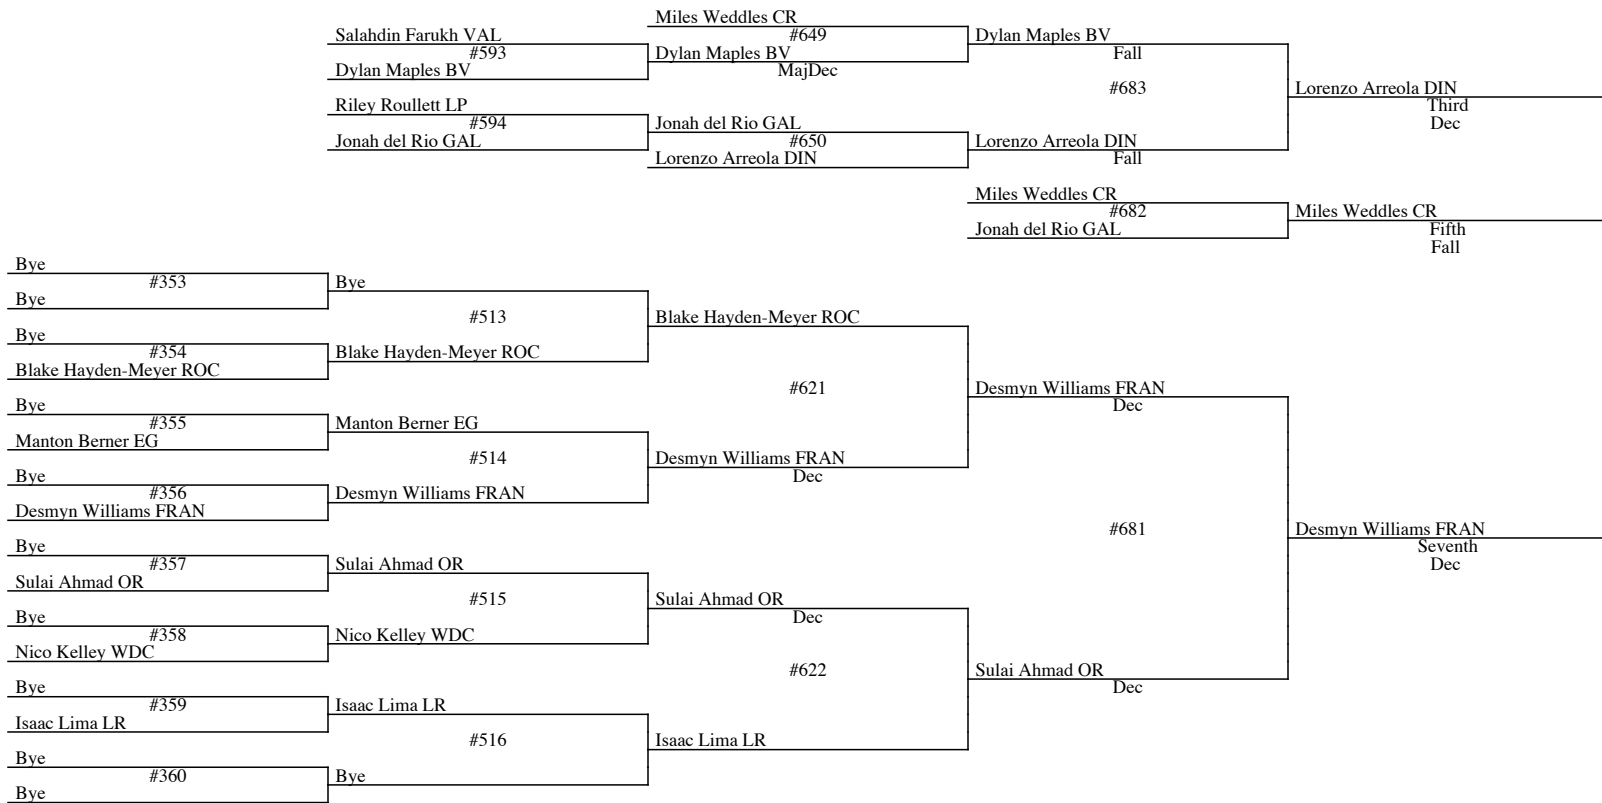 Miles Weddles CR
Salahdin Farukh VAL
#649
Dylan Maples BV
#593
Dylan Maples BV
Fall
Dylan Maples BV
MajDec
#683
Lorenzo Arreola DIN
Riley Roullett LP
Third
#594
Jonah del Rio GAL
Dec
Jonah del Rio GAL
#650
Lorenzo Arreola DIN
Lorenzo Arreola DIN
Fall
Miles Weddles CR
#682
Miles Weddles CR
Jonah del Rio GAL
Fifth
Fall
Bye
#353
Bye
Bye
#513
Blake Hayden-Meyer ROC
Bye
#354
Blake Hayden-Meyer ROC
Blake Hayden-Meyer ROC
#621
Desmyn Williams FRAN
Bye
Dec
#355
Manton Berner EG
Manton Berner EG
#514
Desmyn Williams FRAN
Bye
Dec
#356
Desmyn Williams FRAN
Desmyn Williams FRAN
#681
Desmyn Williams FRAN
Bye
Seventh
#357
Sulai Ahmad OR
Dec
Sulai Ahmad OR
#515
Sulai Ahmad OR
Bye
Dec
#358
Nico Kelley WDC
Nico Kelley WDC
#622
Sulai Ahmad OR
Bye
Dec
#359
Isaac Lima LR
Isaac Lima LR
#516
Isaac Lima LR
Bye
#360
Bye
Bye